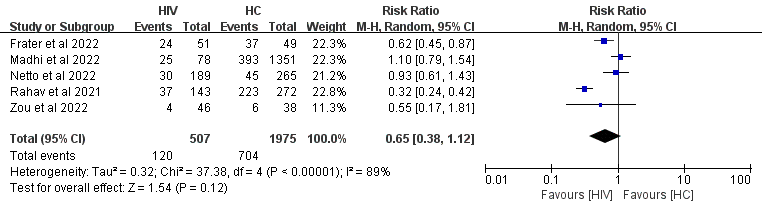 HIV HC Risk Ratio Risk Ratio
Study or Subgroup Events Total Events Total Weight M-H, Random, 95% CI M-H, Random, 95% CI
Frater et al 2022 24 51 37 49 22.3% 0.62 [0.45, 0.87]
Madhi et al 2022 25 78 393 1351 22.2% 1.10 [0.79, 1.54]
Netto et al 2022 30 189 45 265 21.4% 0.93 [0.61, 1.43]
Rahav et al 2021 37 143 223 272 22.8% 0.32 [0.24, 0.42]
Zou et al 2022 4 46 6 38 11.3% 0.55 [0.17, 1.81]
Total (95% CI) 507 1975 100.0% 0.65 [0.38, 1.12]
Total events 120 704
Heterogeneity: Tau² = 0.32; Chi² = 37.38, df = 4 (P < 0.00001); I² = 89%
Test for overall effect: Z = 1.54 (P = 0.12)
0.01 0.1 1 10 100
Favours [HIV] Favours [HC]